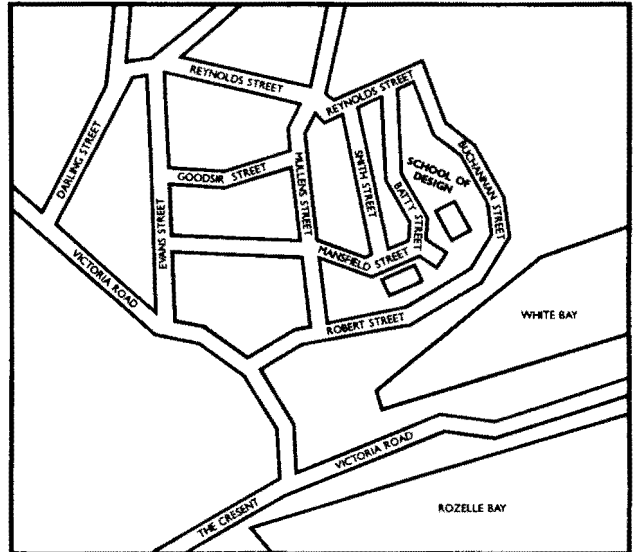 REYNOLDS STREET
REYNOLDS STREET
DARLING STREET
GOODSIR STREET
MULLENS STREET
SMITH STREET
BATTY STREET
SCHOOL OF
DESIGN
BUCHANNAN STREET
EVANS STREET
MANSFIELD STREET
VICTORIA ROAD
ROBERT STREET
WHITE BAY
VICTORIA ROAD
THE CRESENT
ROZELLE BAY